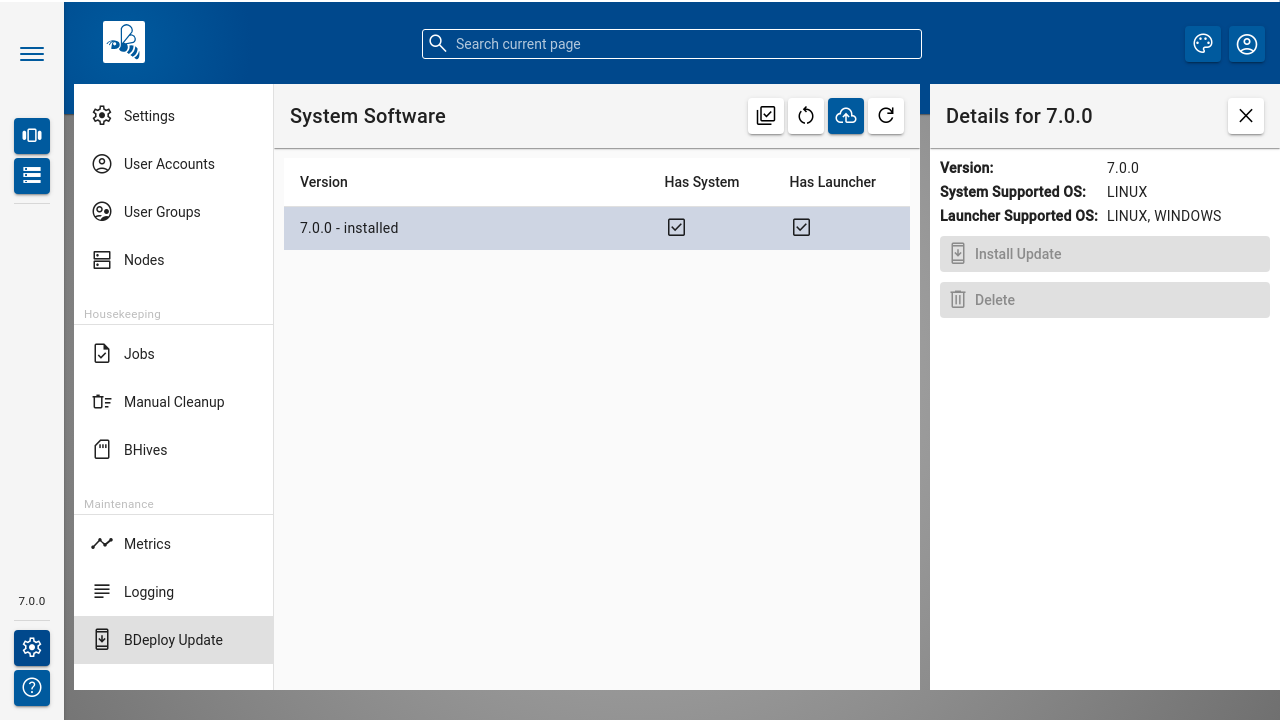 Search current page
Settings
User Accounts
User Groups
Nodes
Housekeeping
Jobs
Manual Cleanup
BHives
Maintenance
Metrics
Logging
BDeploy Update
7.0.0
System Software
Version Has System Has Launcher
7.0.0 - installed
Details for 7.0.0
Version: 7.0.0
System Supported OS: LINUX
Launcher Supported OS: LINUX, WINDOWS
Install Update
Delete